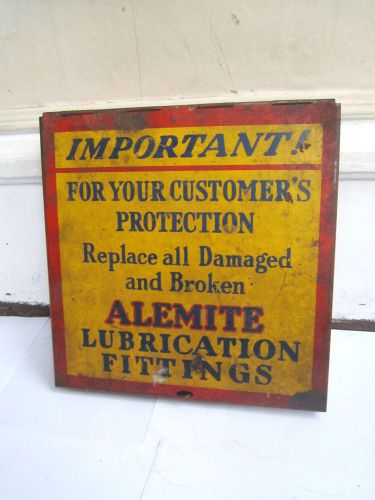 IMPORTANT!
FOR YOUR CUSTOMER'S
PROTECTION
Replace all Damaged
and Broken
ALEMITE
LUBRICATION
FITTINGS